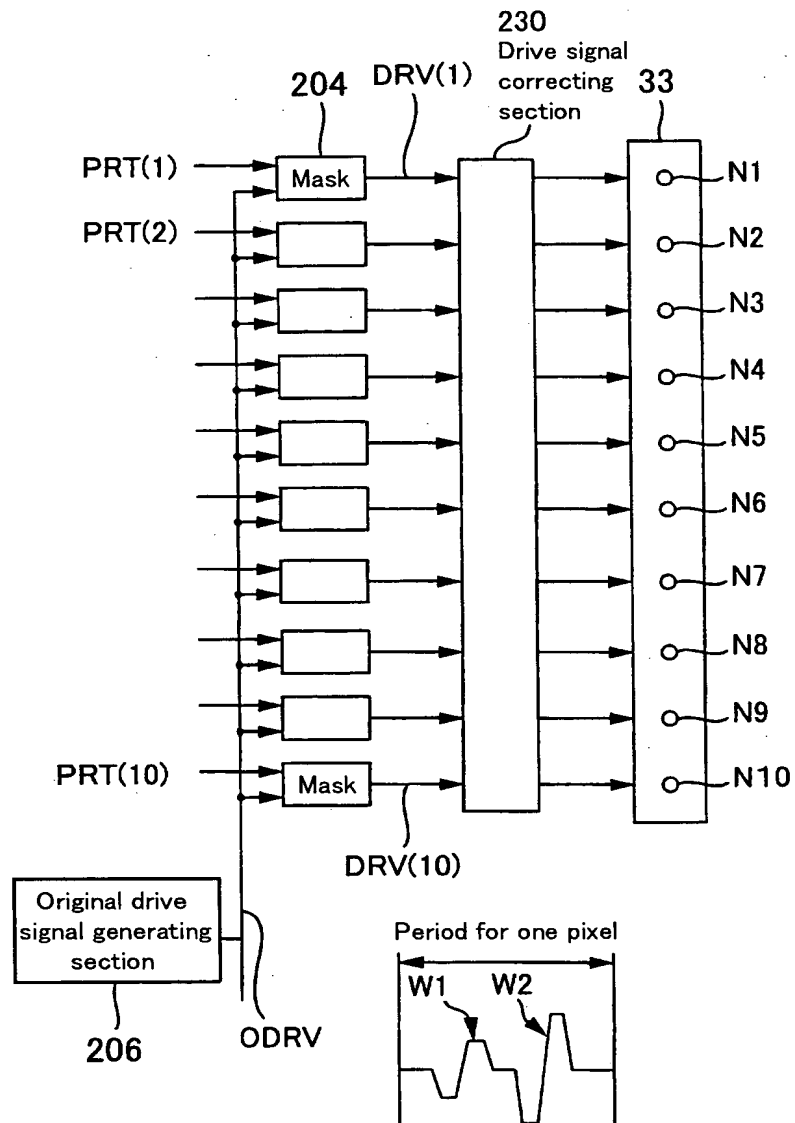 230
Drive signal
correcting
section
204
DRV(1)
33
PRT(1)
Mask
N1
PRT(2)
N2
N3
N4
N5
N6
N7
N8
N9
PRT(10)
Mask
N10
DRV(10)
Original drive
signal generating
section
206
ODRV
Period for one pixel
W1
W2